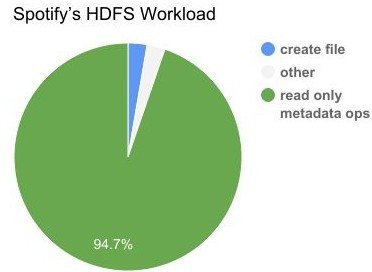 Spotify's HDFS Workload
create file
other
read only
metadata ops
94.7%